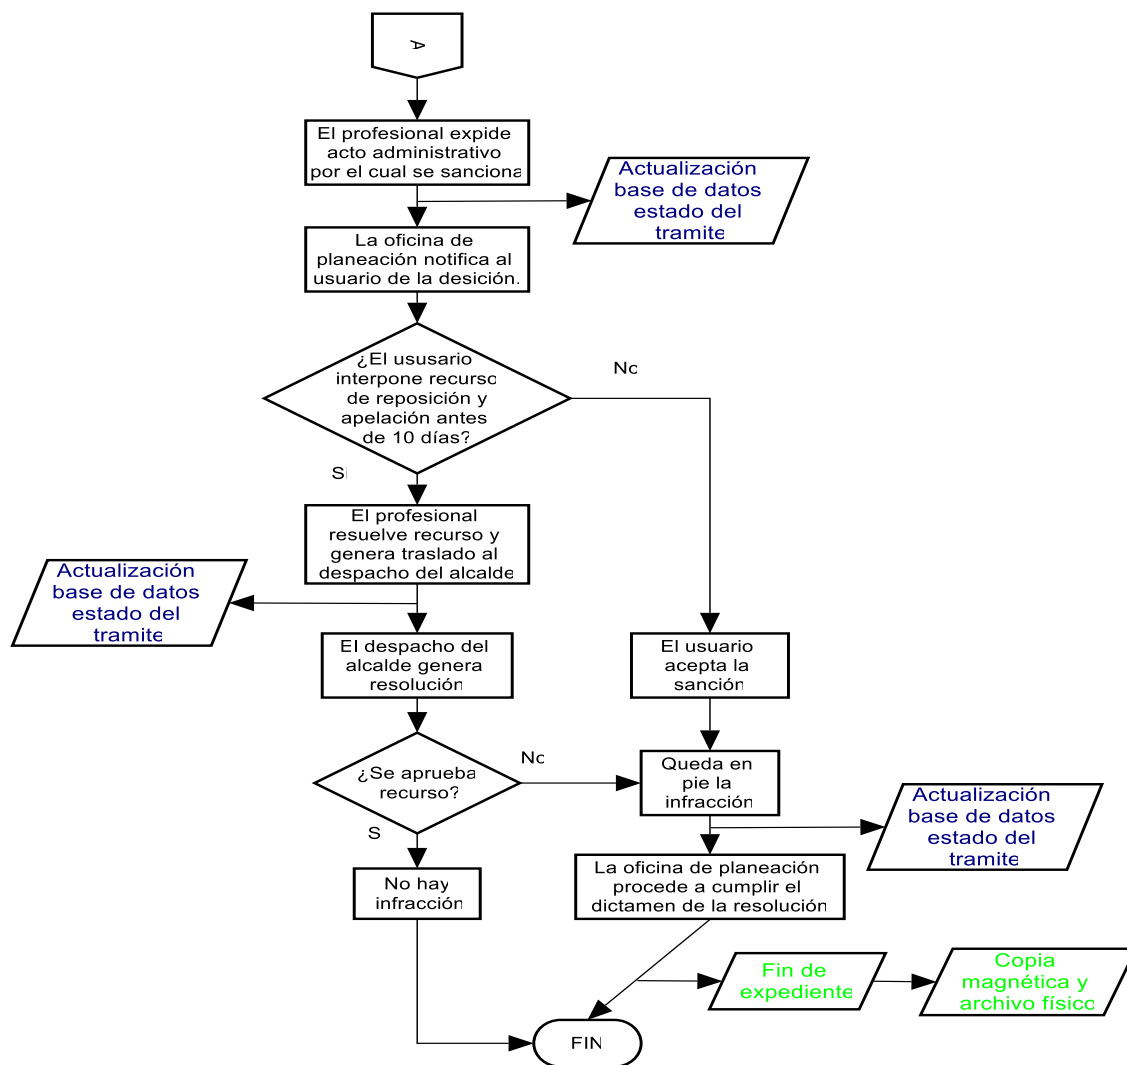 A
El profesional expide
acto administrativo
por el cual se sanciona
Actualización
base de datos
estado del
tramite
La oficina de
planeación notifica al
usuario de la desición.
¿El ususario
interpone recurso
de reposición y
apelación antes
de 10 días?
No
Si
El profesional
resuelve recurso y
genera traslado al
despacho del alcalde
Actualización
base de datos
estado del
tramite
El despacho del
alcalde genera
resolución
El usuario
acepta la
sanción
¿Se aprueba
recurso?
No
S
Queda en
pie la
infracción
Actualización
base de datos
estado del
tramite
No hay
infracción
La oficina de planeación
procede a cumplir el
dictamen de la resolución
Fin de
expediente
Copia
magnética y
archivo físico
FIN